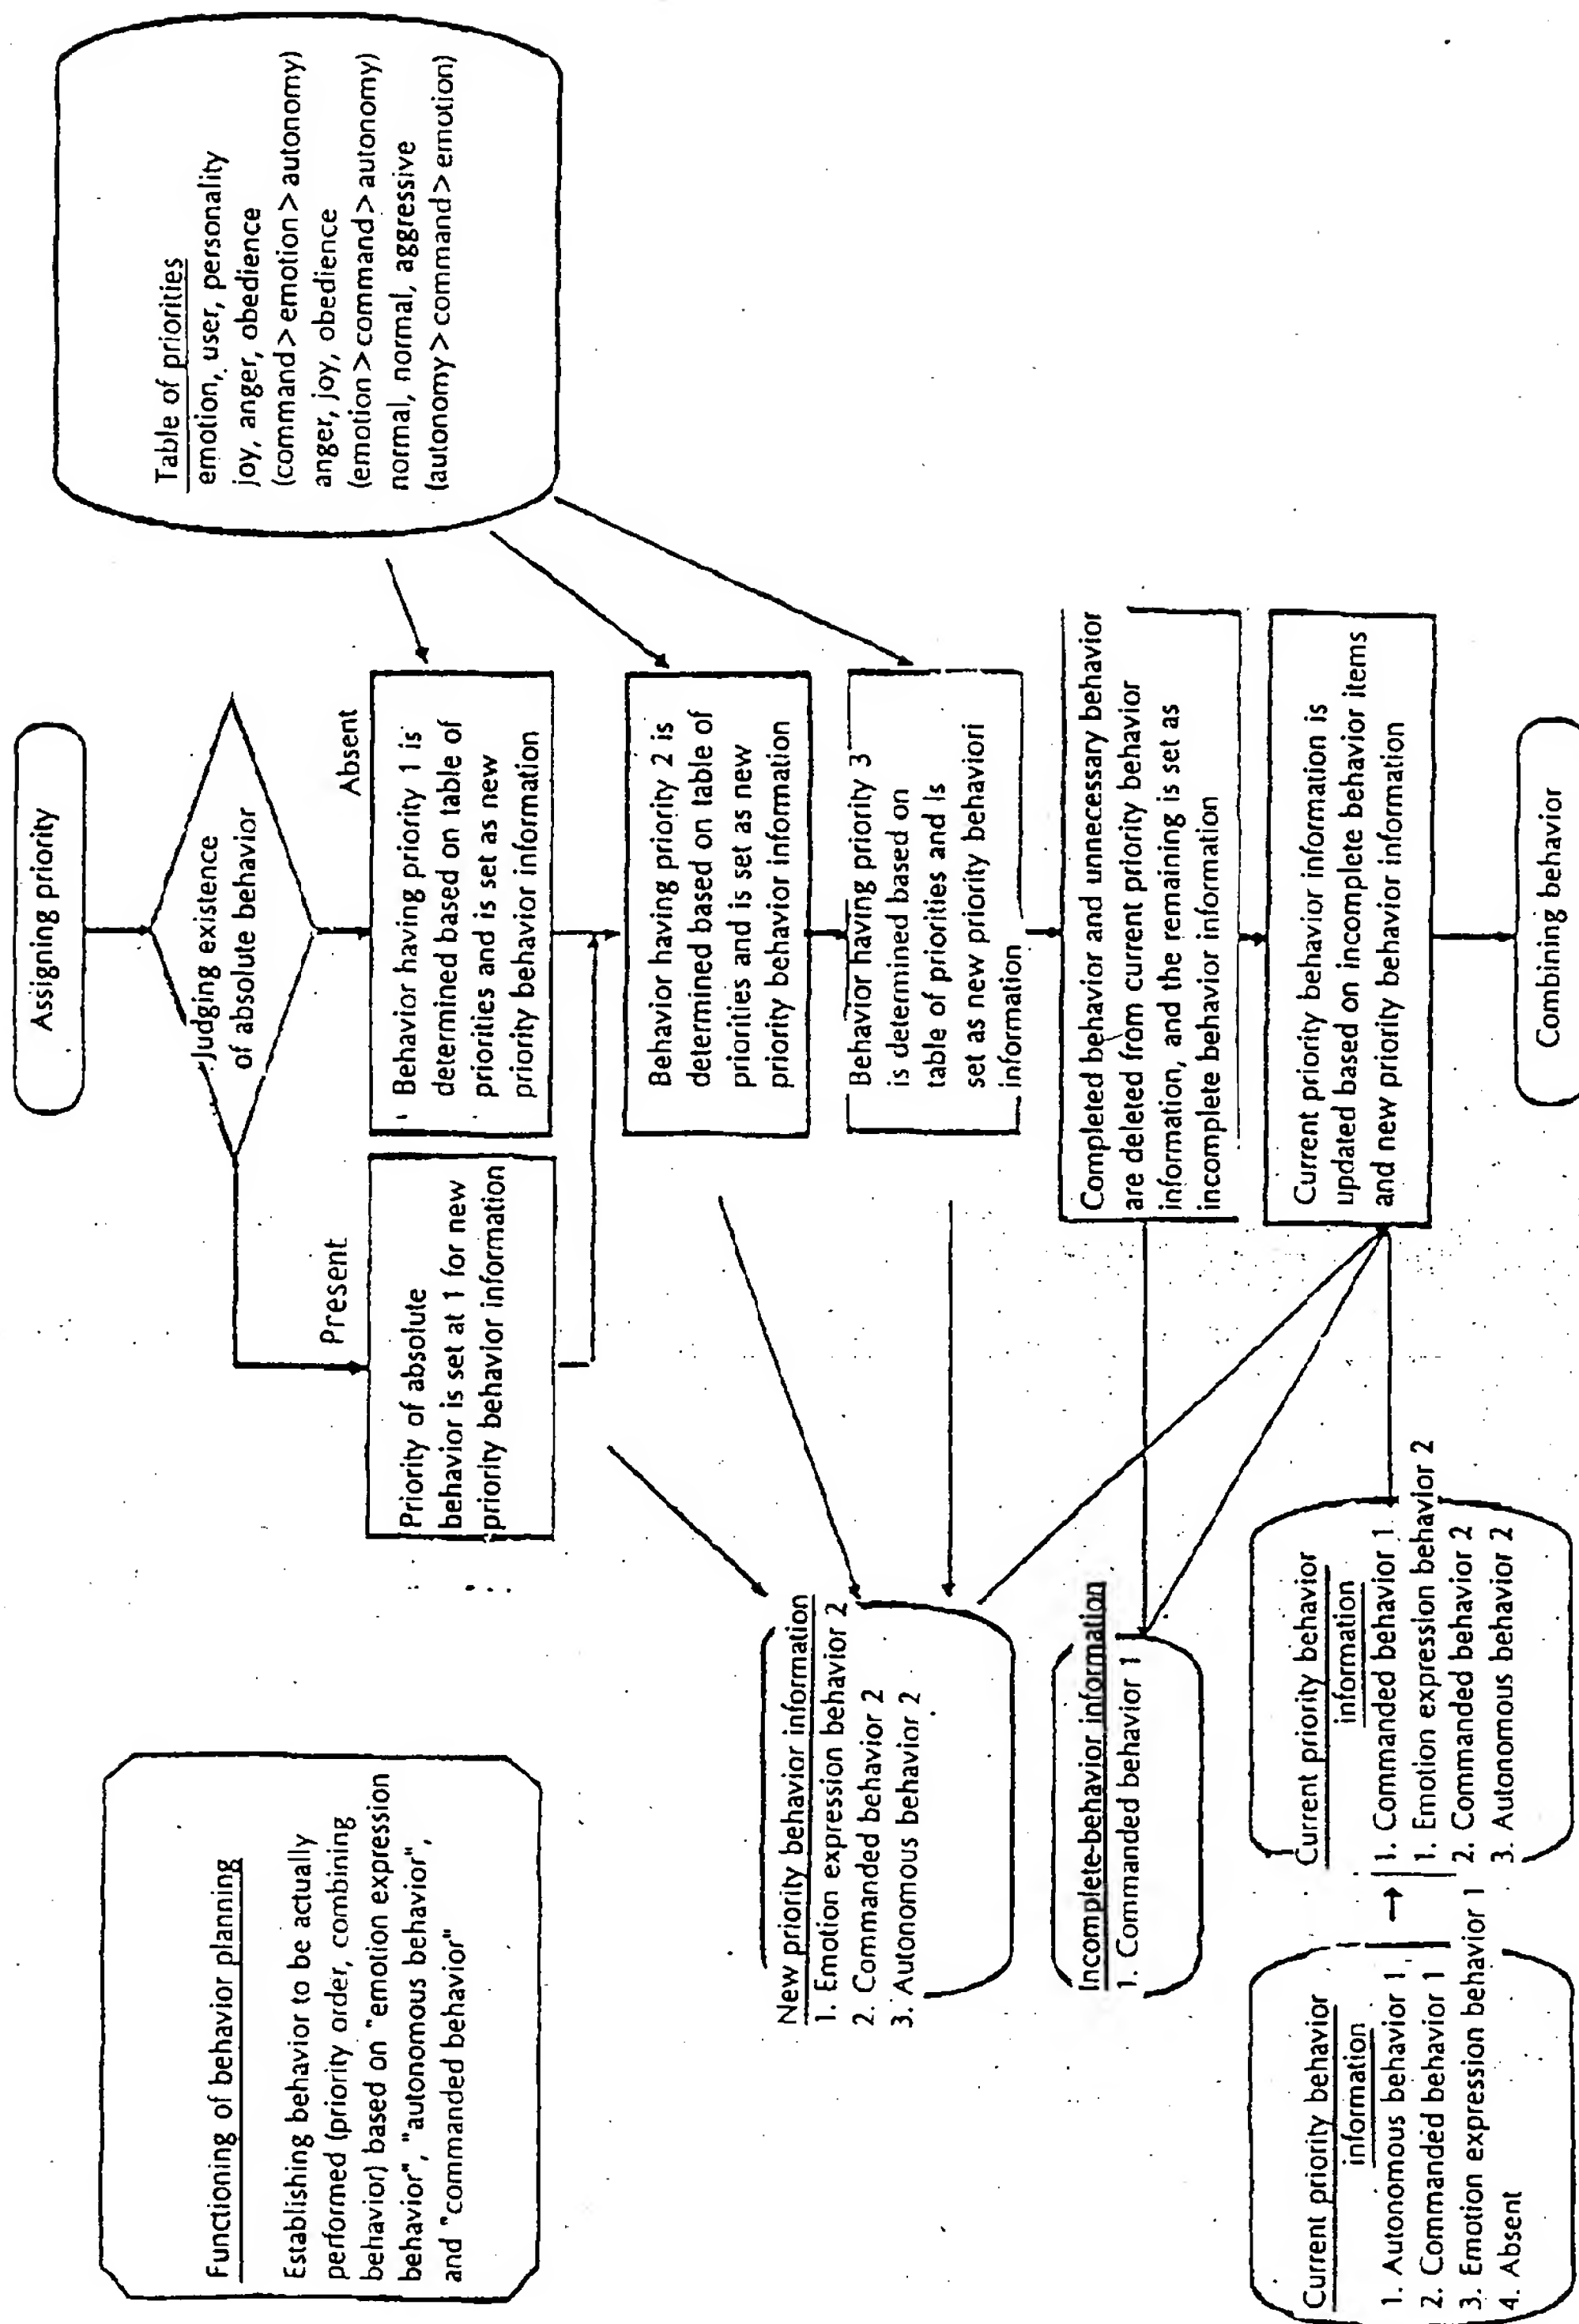 Functioning of behavior planning
Establishing behavior to be actually
performed (priority order, combining
behavior) based on "emotion expression
behavior", "autonomous behavior",
and "commanded behavior"
Assigning priority
Judging existence
of absolute behavior
Present
Absent
Priority of absolute
behavior is set at 1 for new
priority behavior information
Behavior having priority 1 is
determined based on table of
priorities and is set as new
priority behavior information
Table of priorities
emotion, user, personality
joy, anger, obedience
(command>emotion>autonomy)
anger, joy, obedience
(emotion>command>autonomy)
normal, normal, aggressive
(autonomy>command>emotion)
Behavior having priority 2 is
determined based on table of
priorities and is set as new
priority behavior information
Behavior having priority 3
is determined based on
table of priorities and is
set as new priority behaviori
information
New priority behavior information
1. Emotion expression behavior 2
2. Commanded behavior 2
3. Autonomous behavior 2
Completed behavior and unnecessary behavior
are deleted from current priority behavior
information, and the remaining is set as
incomplete behavior information
Incomplete-behavior information
1. Commanded behavior 1
Current priority behavior information is
updated based on incomplete behavior items
and new priority behavior information
Current priority behavior
information
1. Autonomous behavior 1
2. Commanded behavior 1
3. Emotion expression behavior 1
4. Absent
→
Current priority behavior
information
1. Commanded behavior 1
1. Emotion expression behavior 2
2. Commanded behavior 2
3. Autonomous behavior 2
Combining behavior